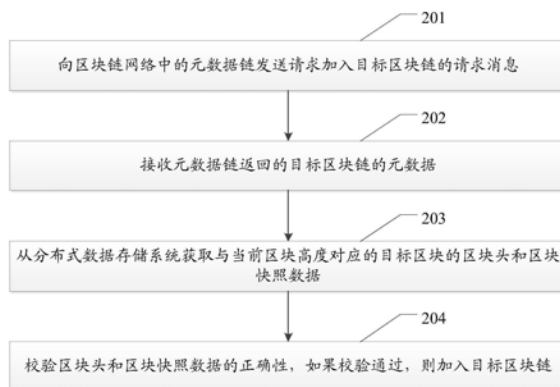 201
向区块链网络中的元数据链发送请求加入目标区块链的请求消息
202
接收元数据链返回的目标区块链的元数据
203
从分布式数据存储系统获取与当前区块高度对应的目标区块的区块头和区块
快照数据
204
校验区块头和区块快照数据的正确性，如果校验通过，则加入目标区块链